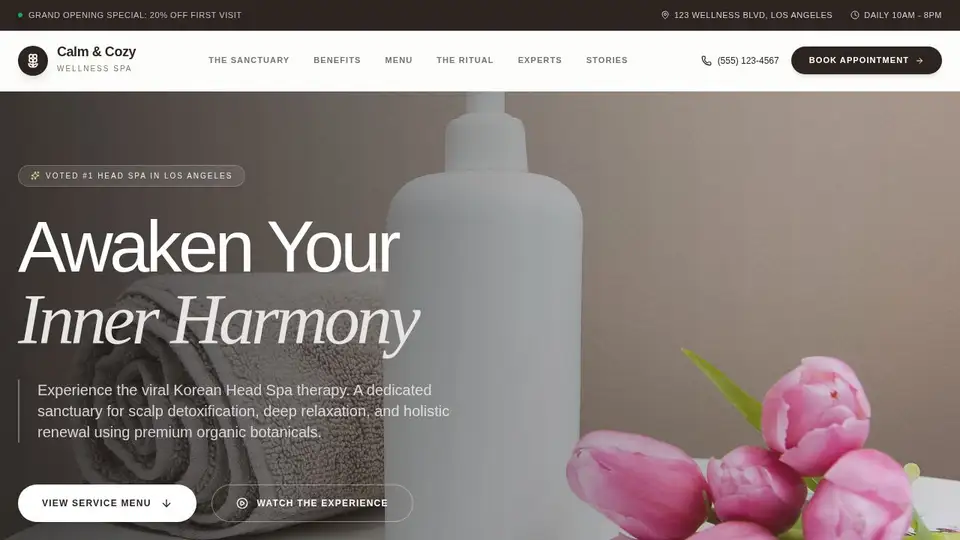 GRAND OPENING SPECIAL: 20% OFF FIRST VISIT
123 WELLNESS BLVD, LOS ANGELES
DAILY 10AM - 8PM
Calm & Cozy
WELLNESS SPA
THE SANCTUARY
BENEFITS
MENU
THE RITUAL
EXPERTS
STORIES
(555) 123-4567
BOOK APPOINTMENT
VOTED #1 HEAD SPA IN LOS ANGELES
Awaken Your
Inner Harmony
Experience the viral Korean Head Spa therapy. A dedicated
sanctuary for scalp detoxification, deep relaxation, and holistic
renewal using premium organic botanicals.
VIEW SERVICE MENU
WATCH THE EXPERIENCE